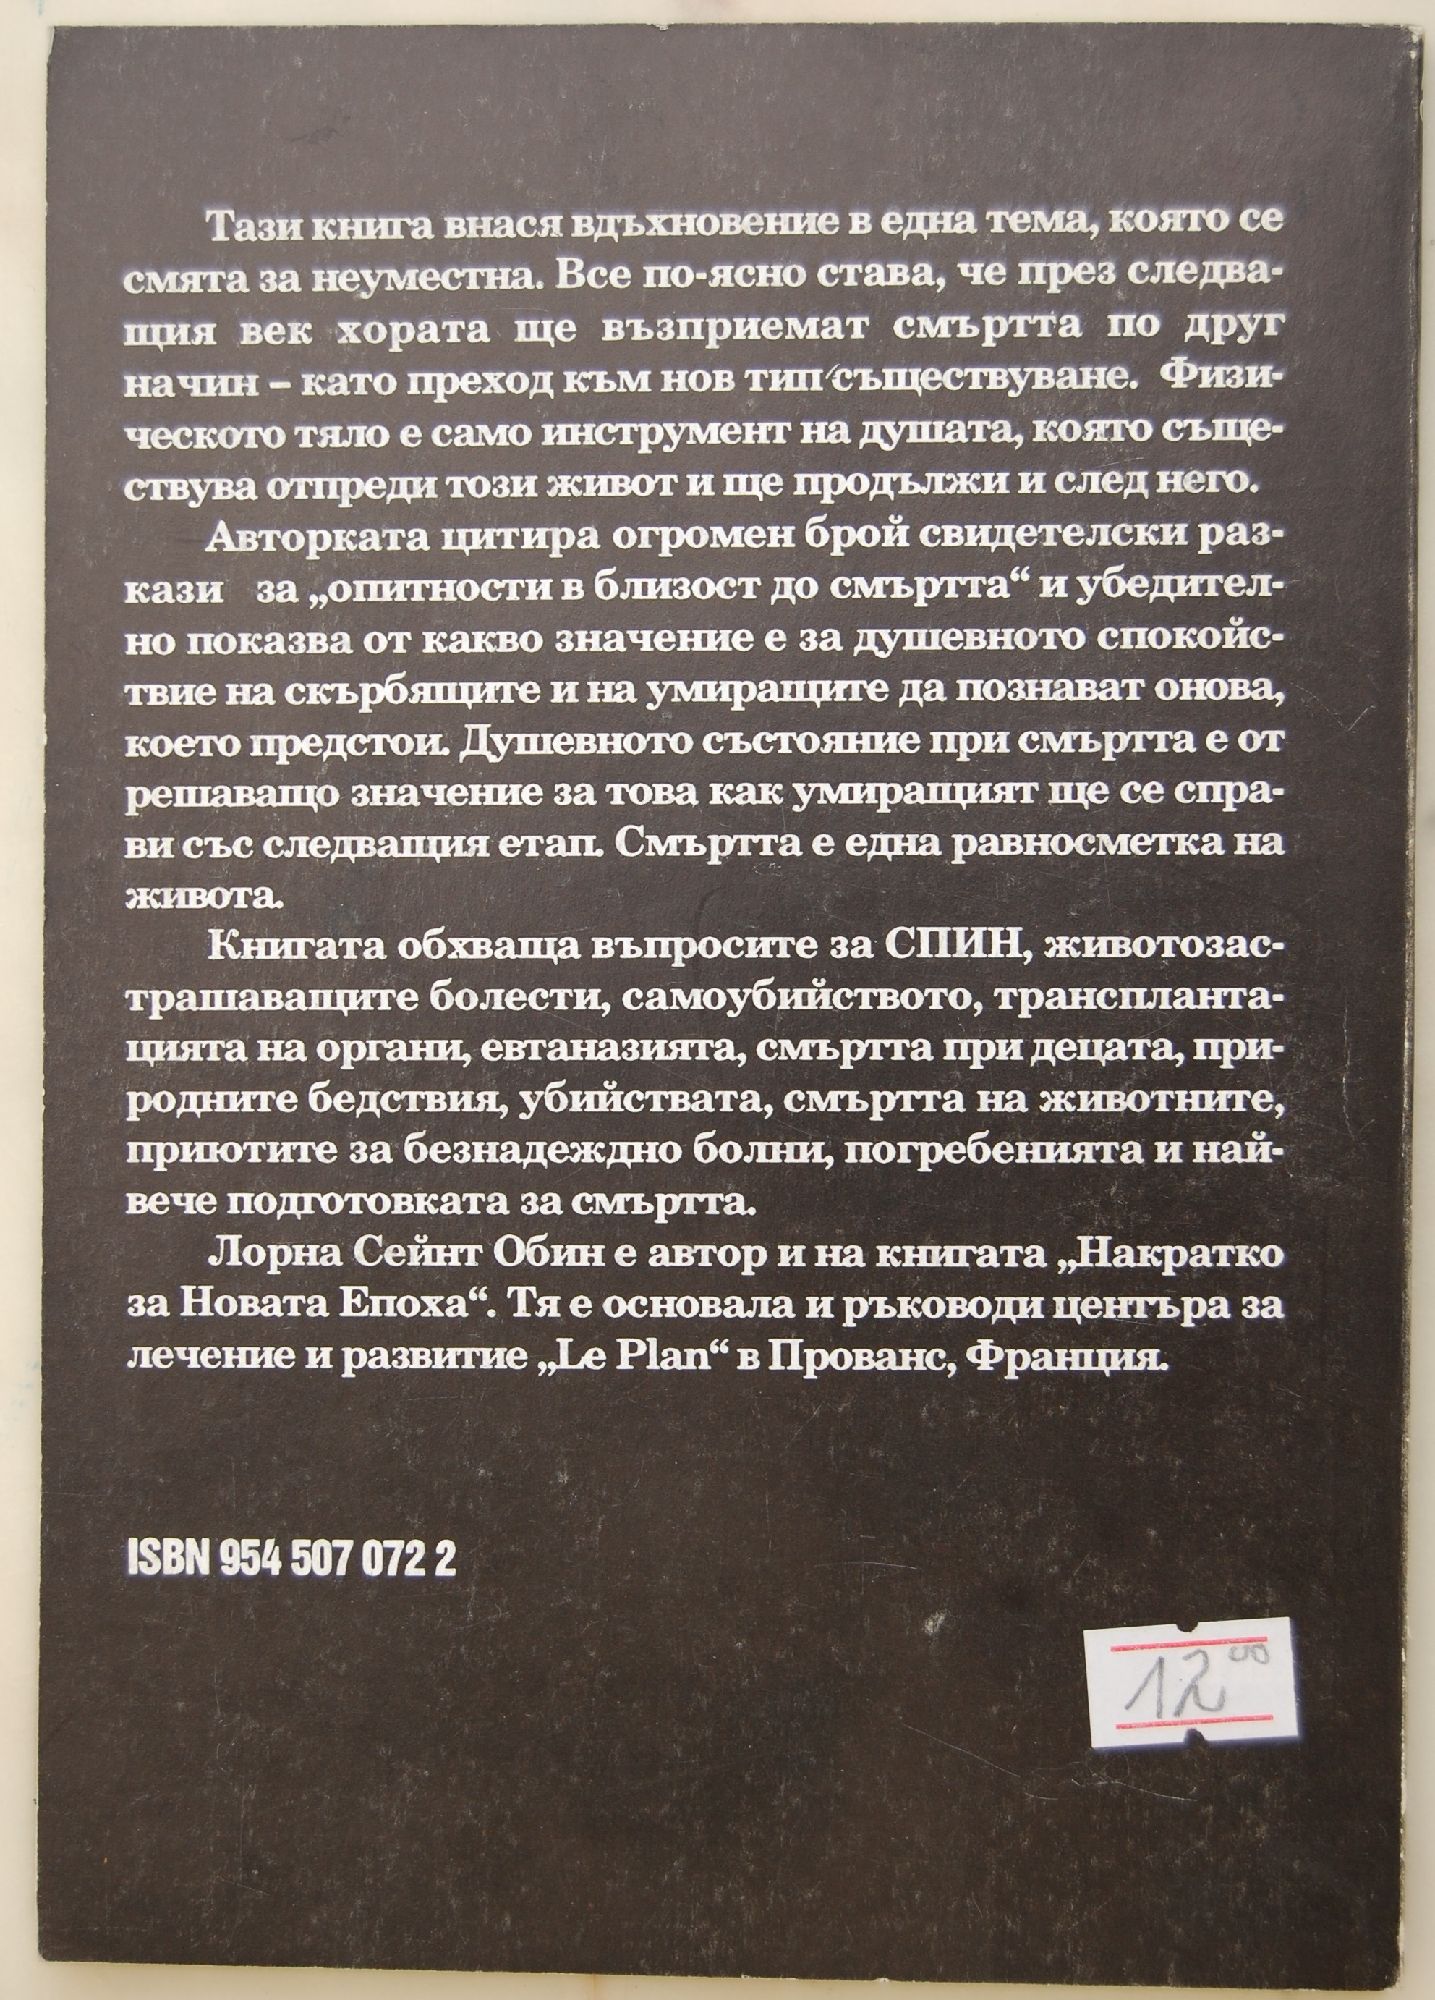 Тази книга внася вдъхновение в една тема, която се
смята за неуместна. Все по-ясно става, че през следва-
щия век хората ще възприемат смъртта по друг
начин – като преход към нов тип съществуване. Физи-
ческото тяло е само инструмент на душата, която същe-
ствува отпреди този живот и ще продължи и след него.
Авторката цитира огромен брой свидетелски раз-
кази за „опитности в близост до смъртта“ и убедител-
но показва от какво значение е за душевното спокойс-
твие на скърбящите и на умиращите да познават онова,
което предстои. Душевното състояние при смъртта е от
решаващо значение за това как умиращият ще се спра-
ви със следващия етап. Смъртта е една равносметка на
живота.
Книгата обхваща въпросите за СПИН, животозас-
трашаващите болести, самоубийството, трансплантa-
цията на органи, евтаназията, смъртта при децата, при-
родните бедствия, убийствата, смъртта на животните,
приютите за безнадеждно болни, погребенията и най-
вече подготовката за смъртта.
Лорна Сейнт Обин е автор и на книгата „Накратко
за Новата Епоха“. Тя е основала и ръководи центъра за
лечение и развитие „Le Plan“ в Прованс, Франция.
ISBN 954 507 072 2
12 00